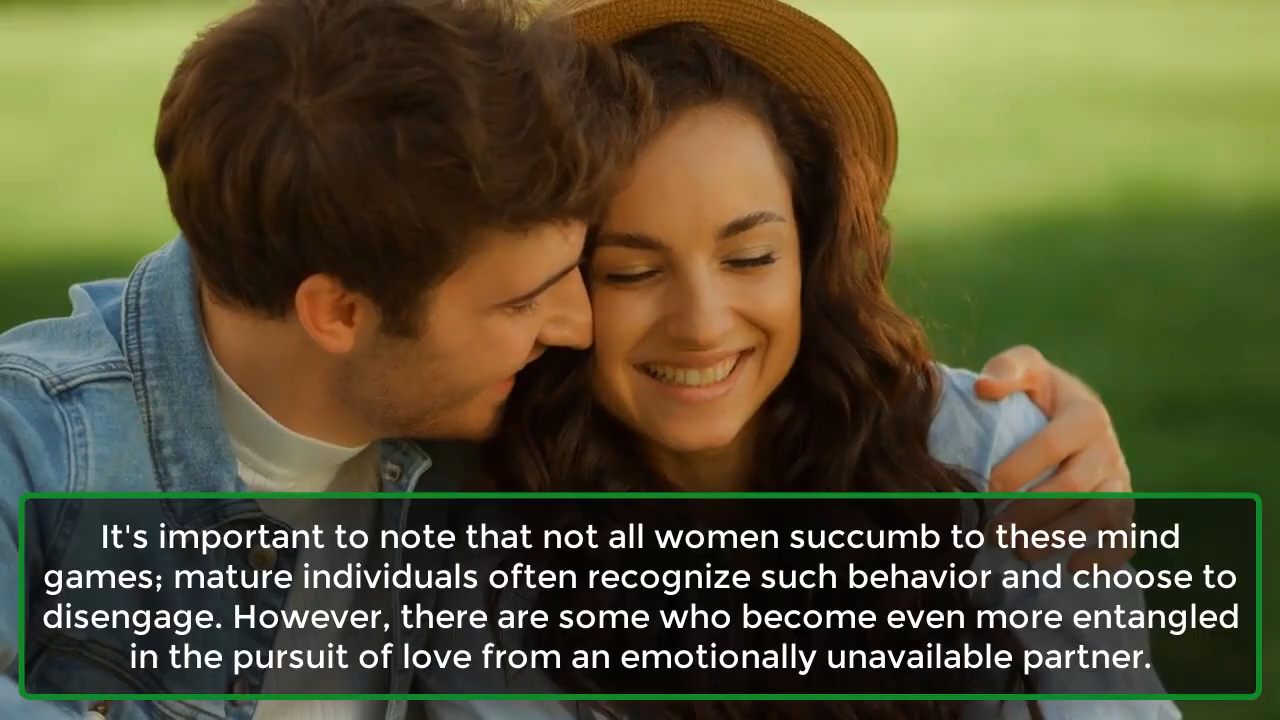 It's important to note that not all women succumb to these mind
games; mature individuals often recognize such behavior and choose to
disengage. However, there are some who become even more entangled
in the pursuit of love from an emotionally unavailable partner.